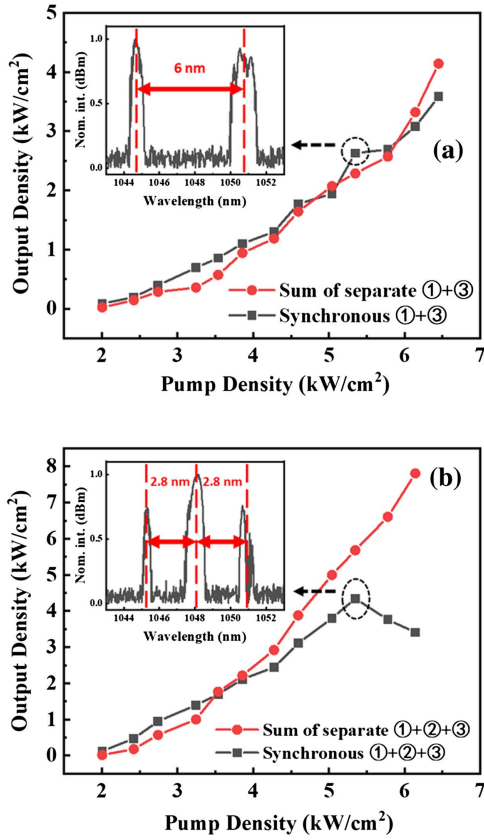 5
4
3
2
1
0
Output Density (kW/cm²)
1.0
0.5
0.0
Nom. int. (dBm)
6 nm
1044 1046 1048 1050 1052
Wavelength (nm)
(a)
Sum of separate ①+③
Synchronous ①+③
2 3 4 5 6 7
Pump Density (kW/cm²)
8
7
6
5
4
3
2
1
0
Output Density (kW/cm²)
1.0
0.5
0.0
Nom. int. (dBm)
2.8 nm 2.8 nm
1044 1046 1048 1050 1052
Wavelength (nm)
(b)
Sum of separate ①+②+③
Synchronous ①+②+③
2 3 4 5 6 7
Pump Density (kW/cm²)